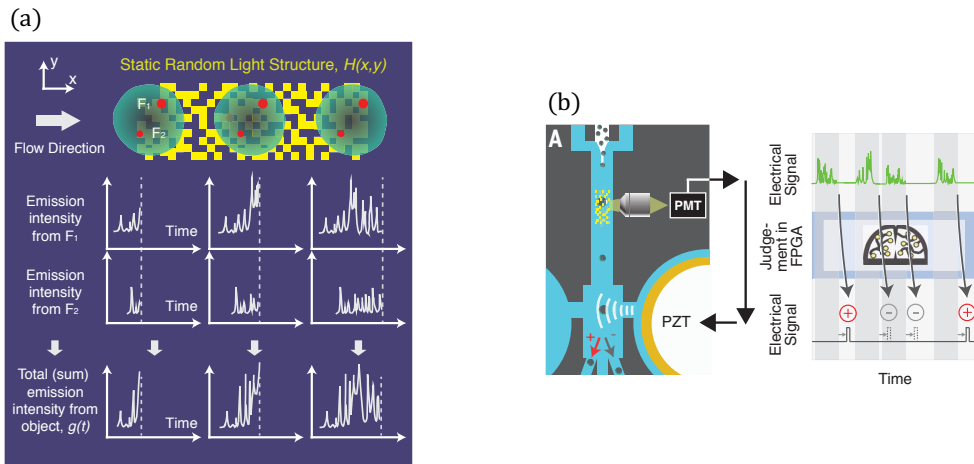 (a)
y
x
Static Random Light Structure, H(x,y)
F1
F2
Flow Direction
Emission
intensity
from F1
Time
Emission
intensity
from F2
Total (sum)
emission
intensity from
object, g(t)
Time
(b)
A
PMT
PZT
+
-
Electrical
Signal
Judge-
ment in
FPGA
Electrical
Signal
+
-
-
+
Time